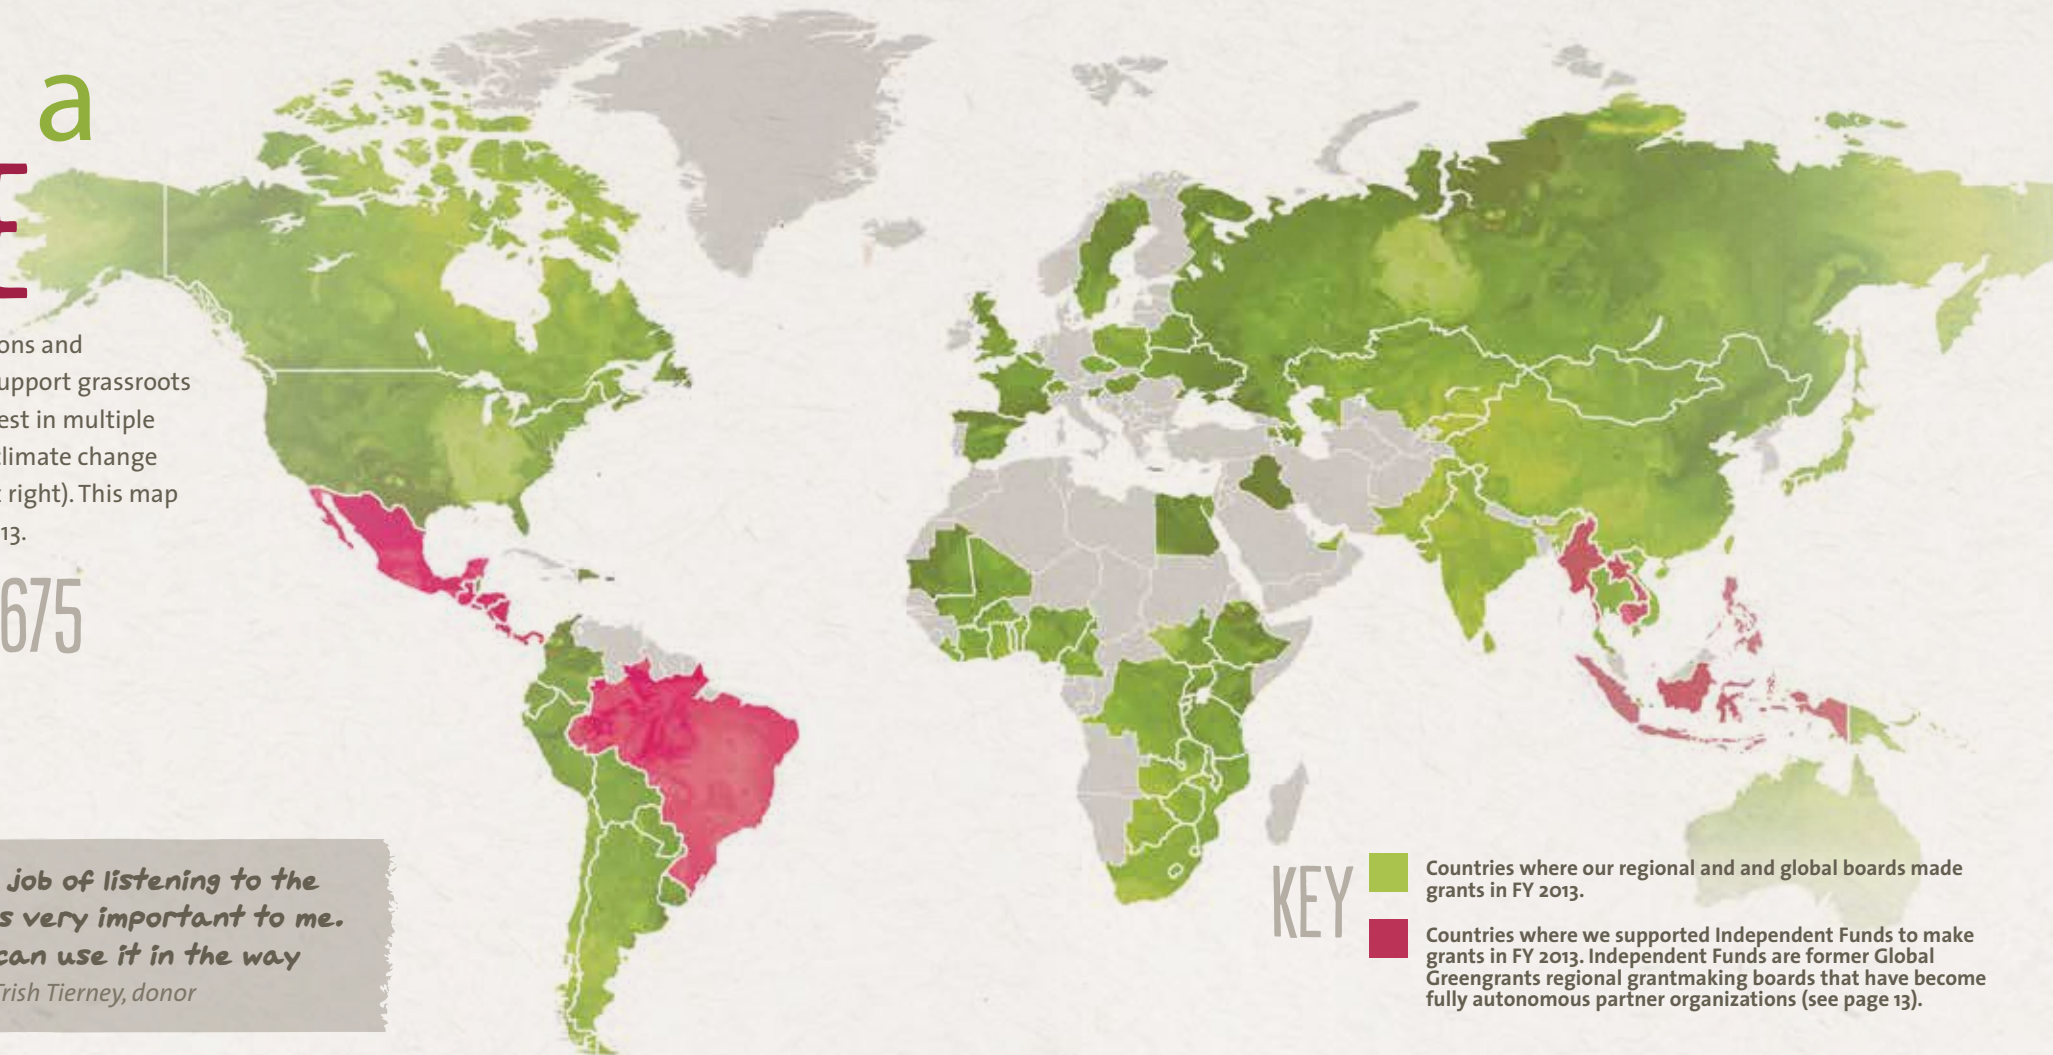 a
E
ons and
upport grassroots
est in multiple
climate change
t right). This map
13.
675
job of listening to the
s very important to me.
can use it in the way
Trish Tierney, donor
KEY
Countries where our regional and and global boards made
grants in FY 2013.
Countries where we supported Independent Funds to make
grants in FY 2013. Independent Funds are former Global
Greengrants regional grantmaking boards that have become
fully autonomous partner organizations (see page 13).